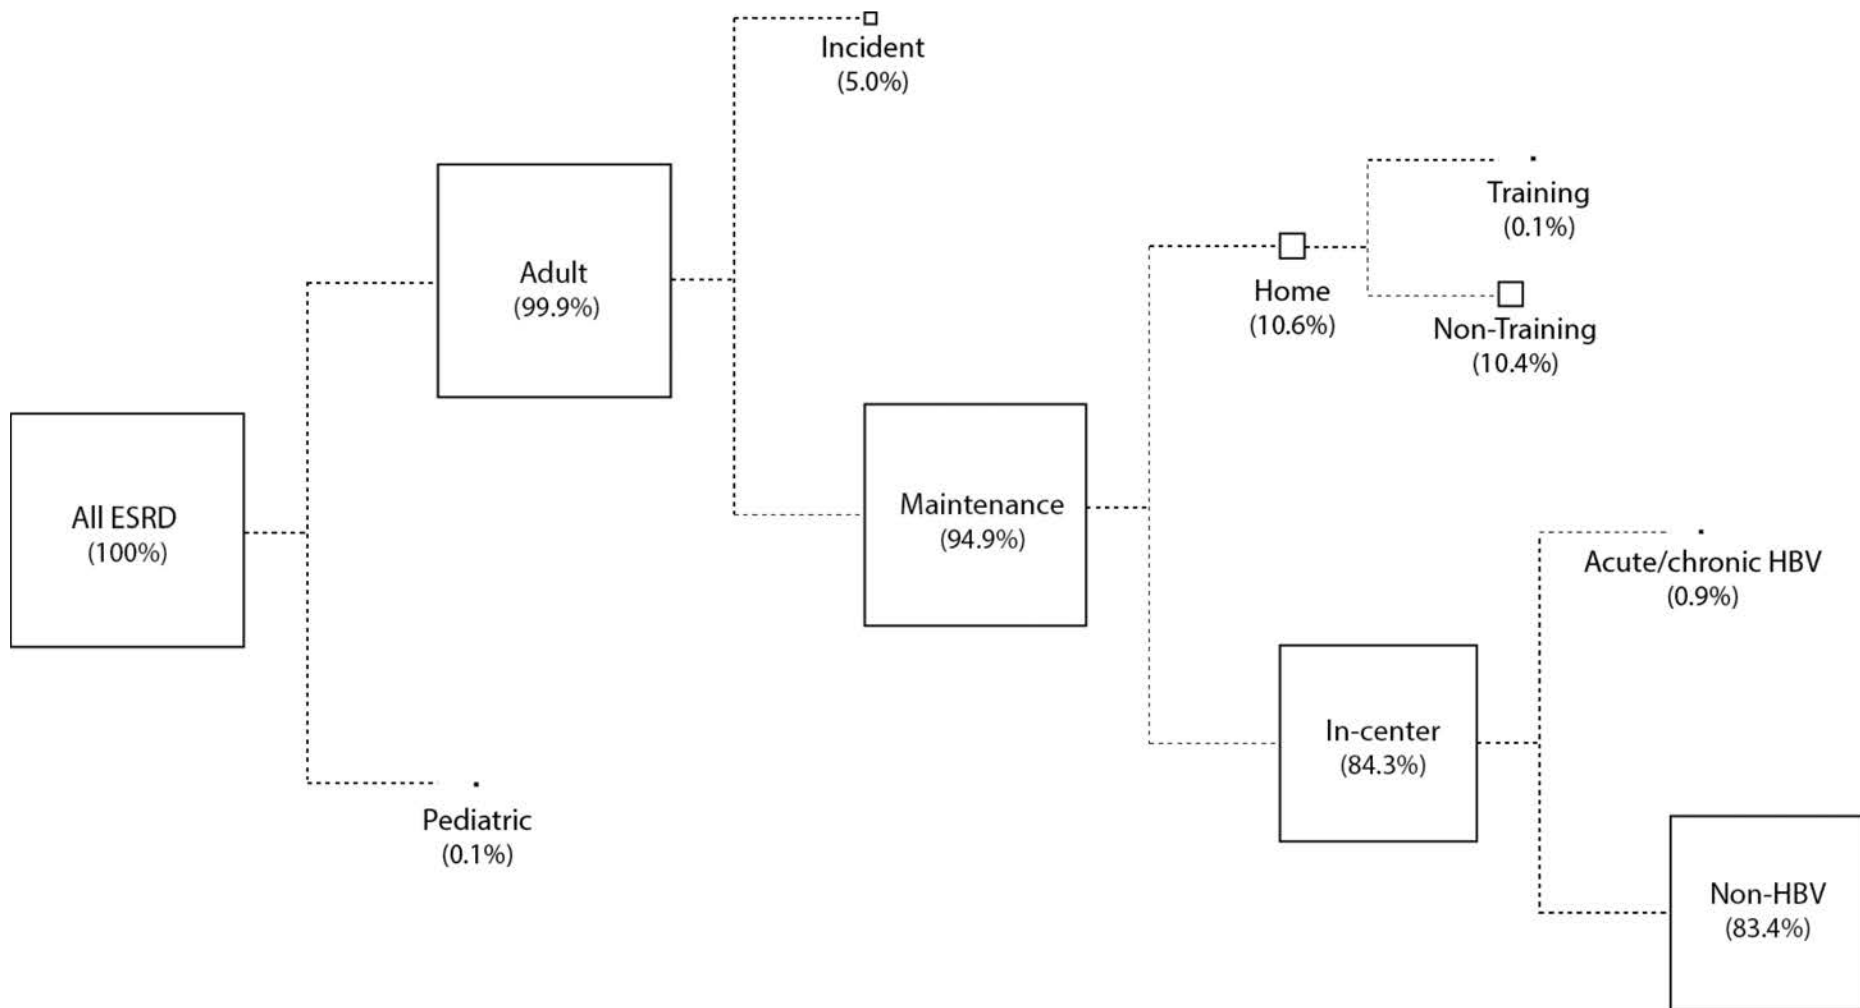 Incident
(5.0%)
Adult
(99.9%)
Training
(0.1%)
Home
(10.6%)
Non-Training
(10.4%)
All ESRD
(100%)
Maintenance
(94.9%)
Acute/chronic HBV
(0.9%)
In-center
(84.3%)
Pediatric
(0.1%)
Non-HBV
(83.4%)